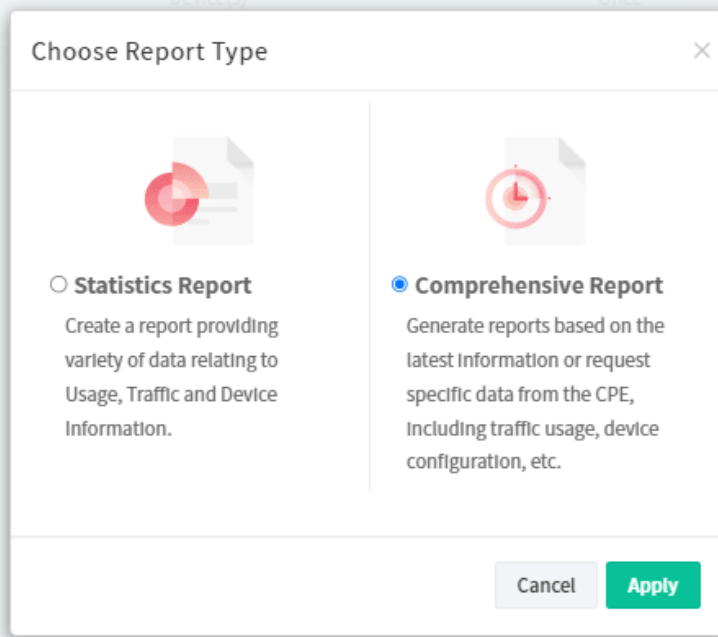 Device(s)
Once
Choose Report Type
Statistics Report
Create a report providing
variety of data relating to
Usage, Traffic and Device
Information.
Comprehensive Report
Generate reports based on the
latest information or request
specific data from the CPE,
including traffic usage, device
configuration, etc.
Cancel
Apply